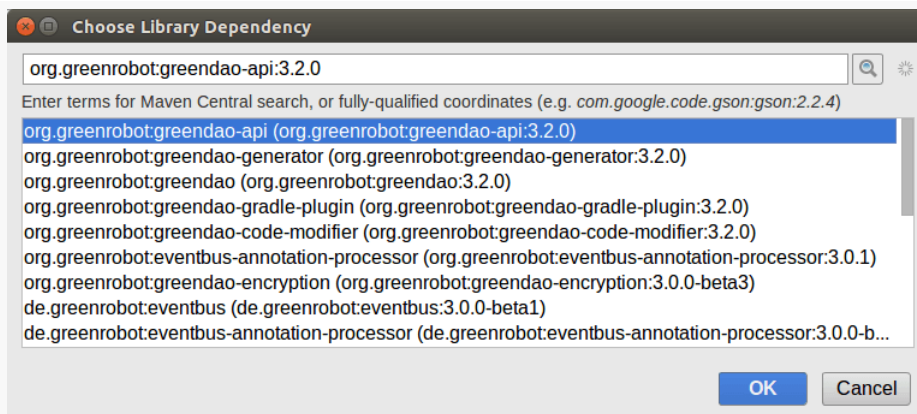 Choose Library Dependency
org.greenrobot:greendao-api:3.2.0
Enter terms for Maven Central search, or fully-qualified coordinates (e.g. com.google.code.gson:gson:2.2.4)
org.greenrobot:greendao-api (org.greenrobot:greendao-api:3.2.0)
org.greenrobot:greendao-generator (org.greenrobot:greendao-generator:3.2.0)
org.greenrobot:greendao (org.greenrobot:greendao:3.2.0)
org.greenrobot:greendao-gradle-plugin (org.greenrobot:greendao-gradle-plugin:3.2.0)
org.greenrobot:greendao-code-modifier (org.greenrobot:greendao-code-modifier:3.2.0)
org.greenrobot:eventbus-annotation-processor (org.greenrobot:eventbus-annotation-processor:3.0.1)
org.greenrobot:greendao-encryption (org.greenrobot:greendao-encryption:3.0.0-beta3)
de.greenrobot:eventbus (de.greenrobot:eventbus:3.0.0-beta1)
de.greenrobot:eventbus-annotation-processor (de.greenrobot:eventbus-annotation-processor:3.0.0-b...
OK Cancel